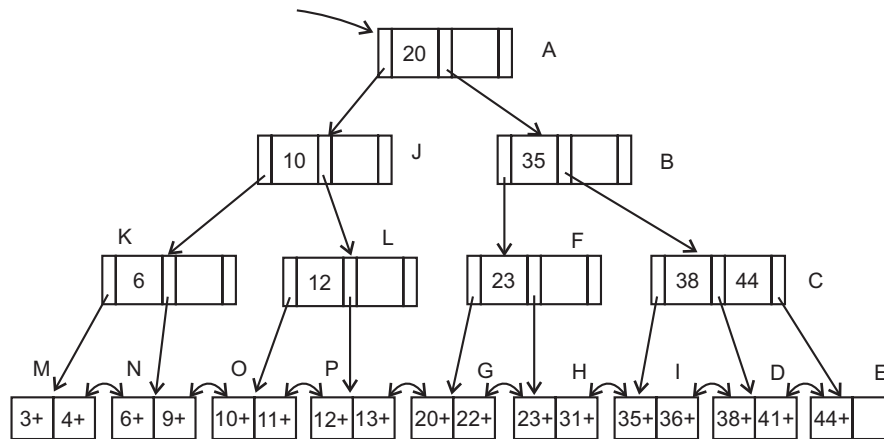 20 A
10 J 35 B
K L F
6 12 23 38 44 C
M N O P G H I D E
3+ 4+ 6+ 9+ 10+ 11+ 12+ 13+ 20+ 22+ 23+ 31+ 35+ 36+ 38+ 41+ 44+